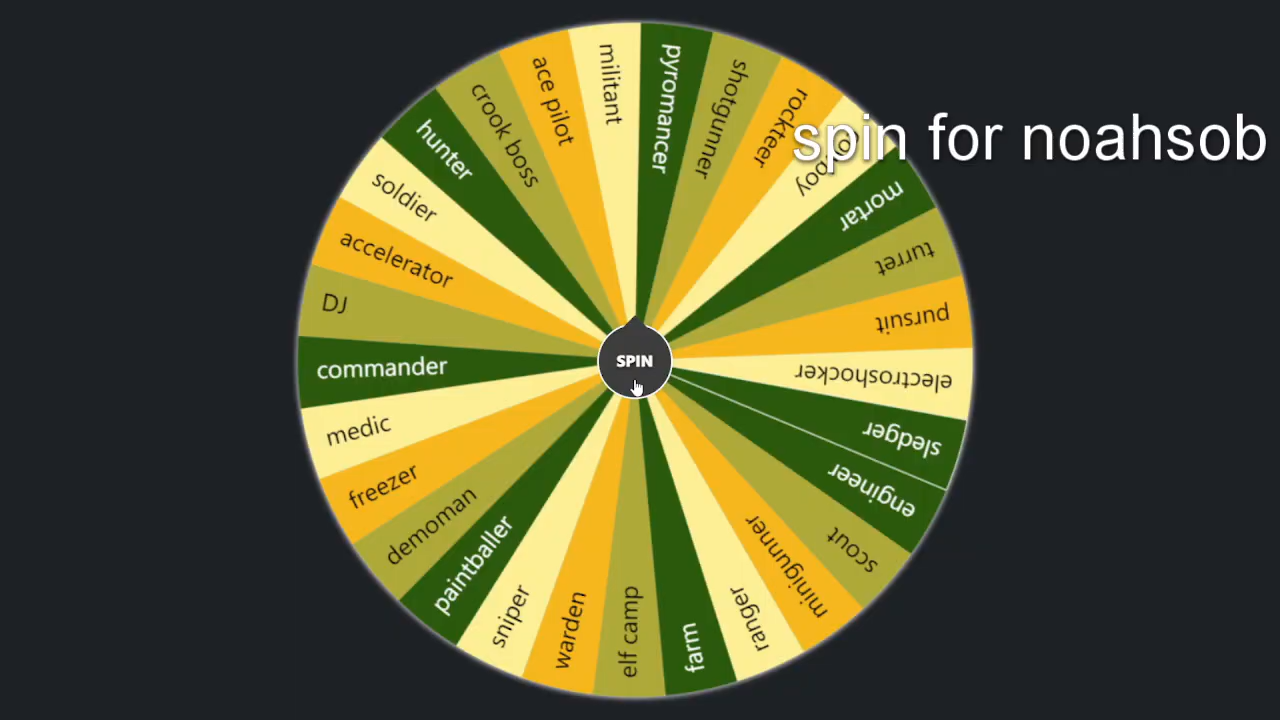 militant
pyromancer
shotgunner
rockteer
spin for noahsob
mortar
turret
pursuit
electroshocker
sledger
engineer
scout
minigunner
ranger
farm
elf camp
warden
sniper
paintballer
demoman
freezer
medic
commander
DJ
accelerator
soldier
hunter
crook boss
ace pilot
SPIN